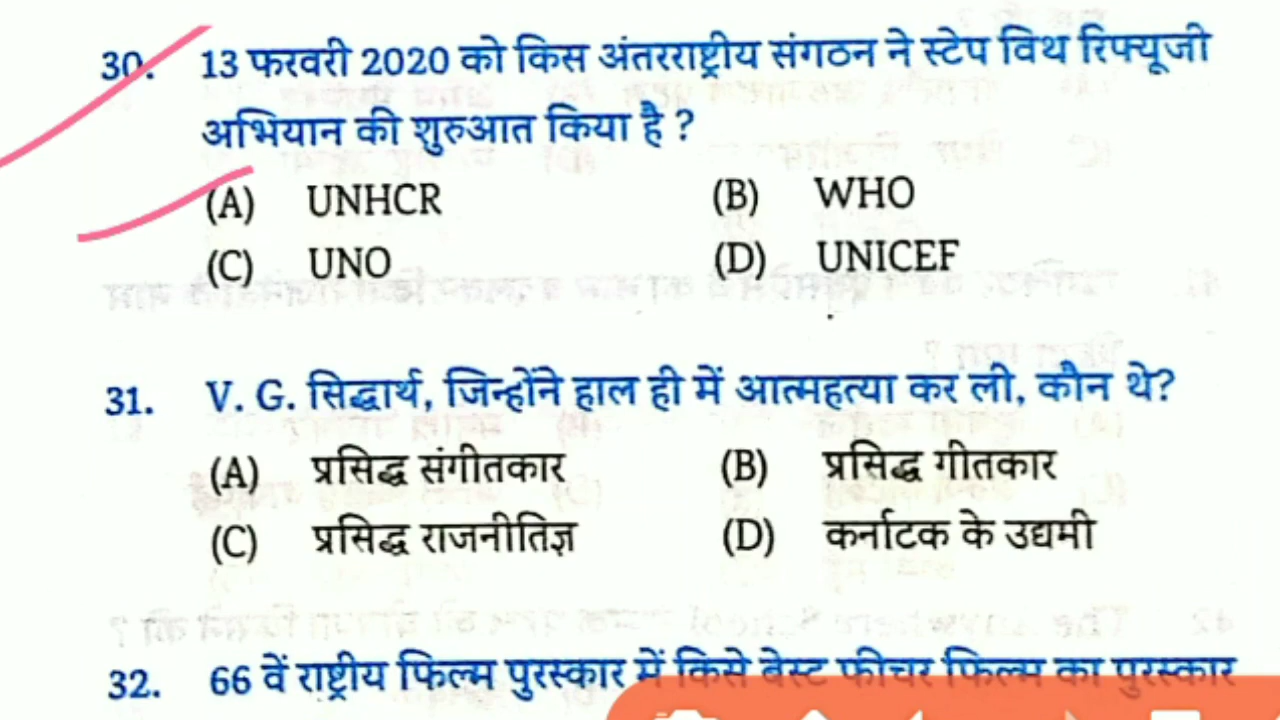 30. 13 फरवरी 2020 को किस अंतरराष्ट्रीय संगठन ने स्टेप विथ रिफ्यूजी
अभियान की शुरुआत किया है ?
(A) UNHCR (B) WHO
(C) UNO (D) UNICEF
31. V. G. सिद्धार्थ, जिन्होंने हाल ही में आत्महत्या कर ली, कौन थे?
(A) प्रसिद्ध संगीतकार (B) प्रसिद्ध गीतकार
(C) प्रसिद्ध राजनीतिज्ञ (D) कर्नाटक के उद्यमी
32. 66 वें राष्ट्रीय फिल्म पुरस्कार में किसे बेस्ट फीचर फिल्म का पुरस्कार